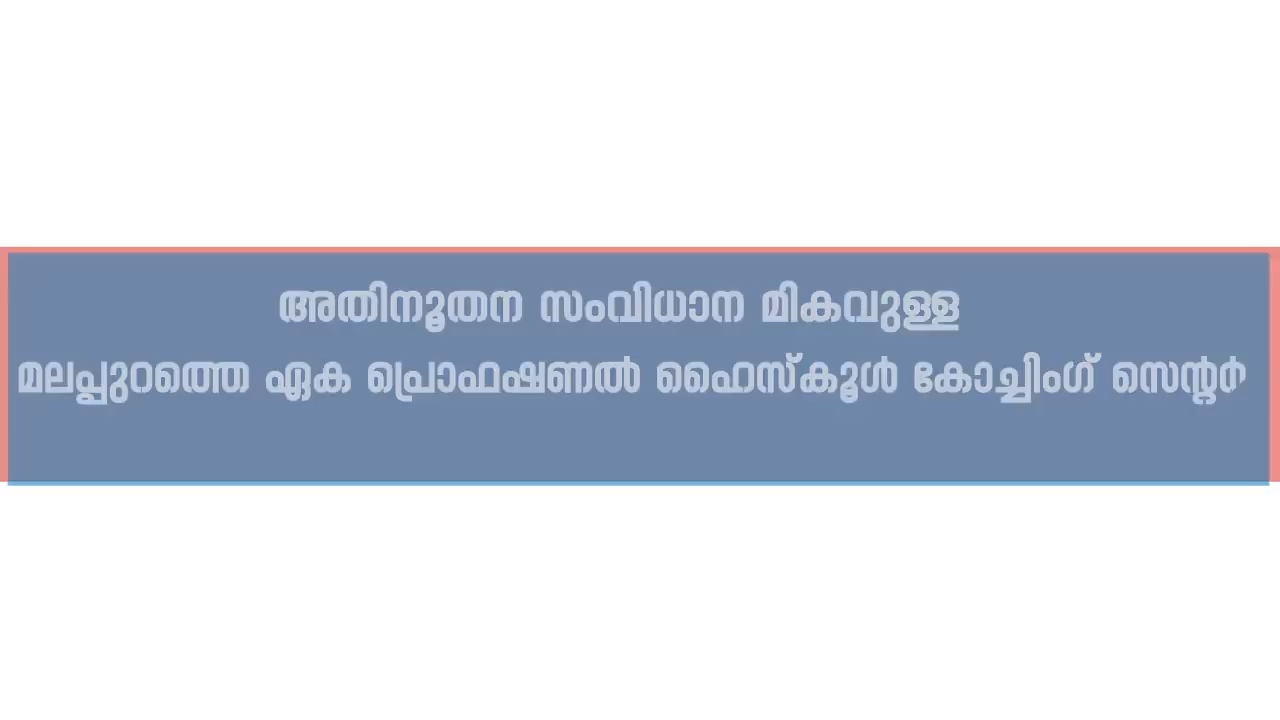 അതിനൂതന സംവിധാന മികവുള്ള
മലപ്പുറത്തെ ഏക പ്രൊഫഷണൽ ഹൈസ്കൂൾ കോച്ചിംഗ് സെന്റർ